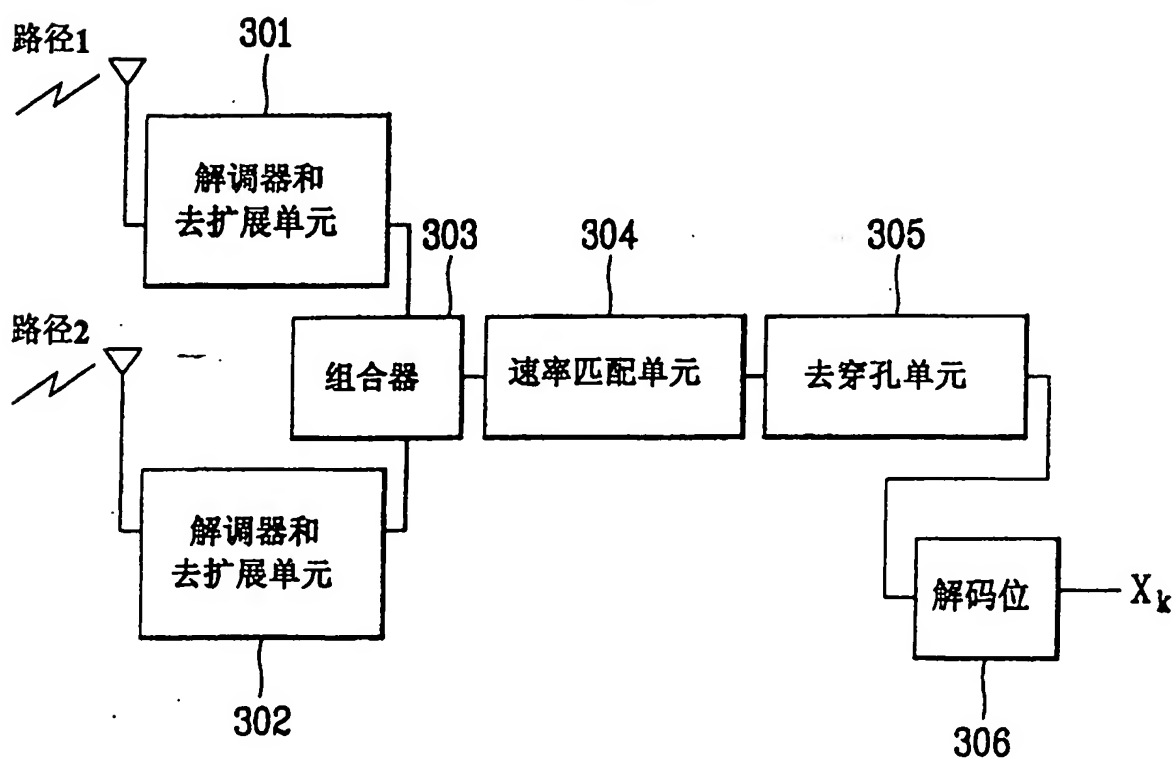 路径1
301
解调器和
去扩展单元
303
304
305
路径2
组合器
速率匹配单元
去穿孔单元
解调器和
去扩展单元
302
解码位
Xk
306